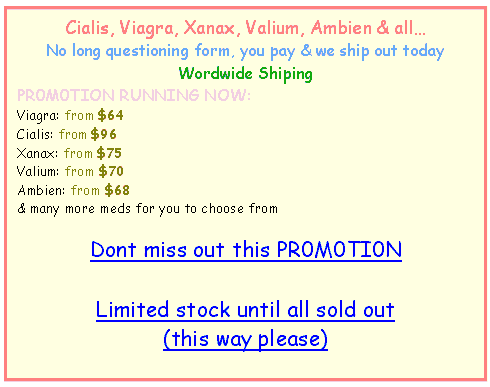 Cialis, Viagra, Xanax, Valium, Ambien & all...
No long questioning form, you pay & we ship out today
Wordwide Shiping
PROMOTION RUNNING NOW:
Viagra: from $64
Cialis: from $96
Xanax: from $75
Valium: from $70
Ambien: from $68
& many more meds for you to choose from
Dont miss out this PROMOTION
Limited stock until all sold out
(this way please)